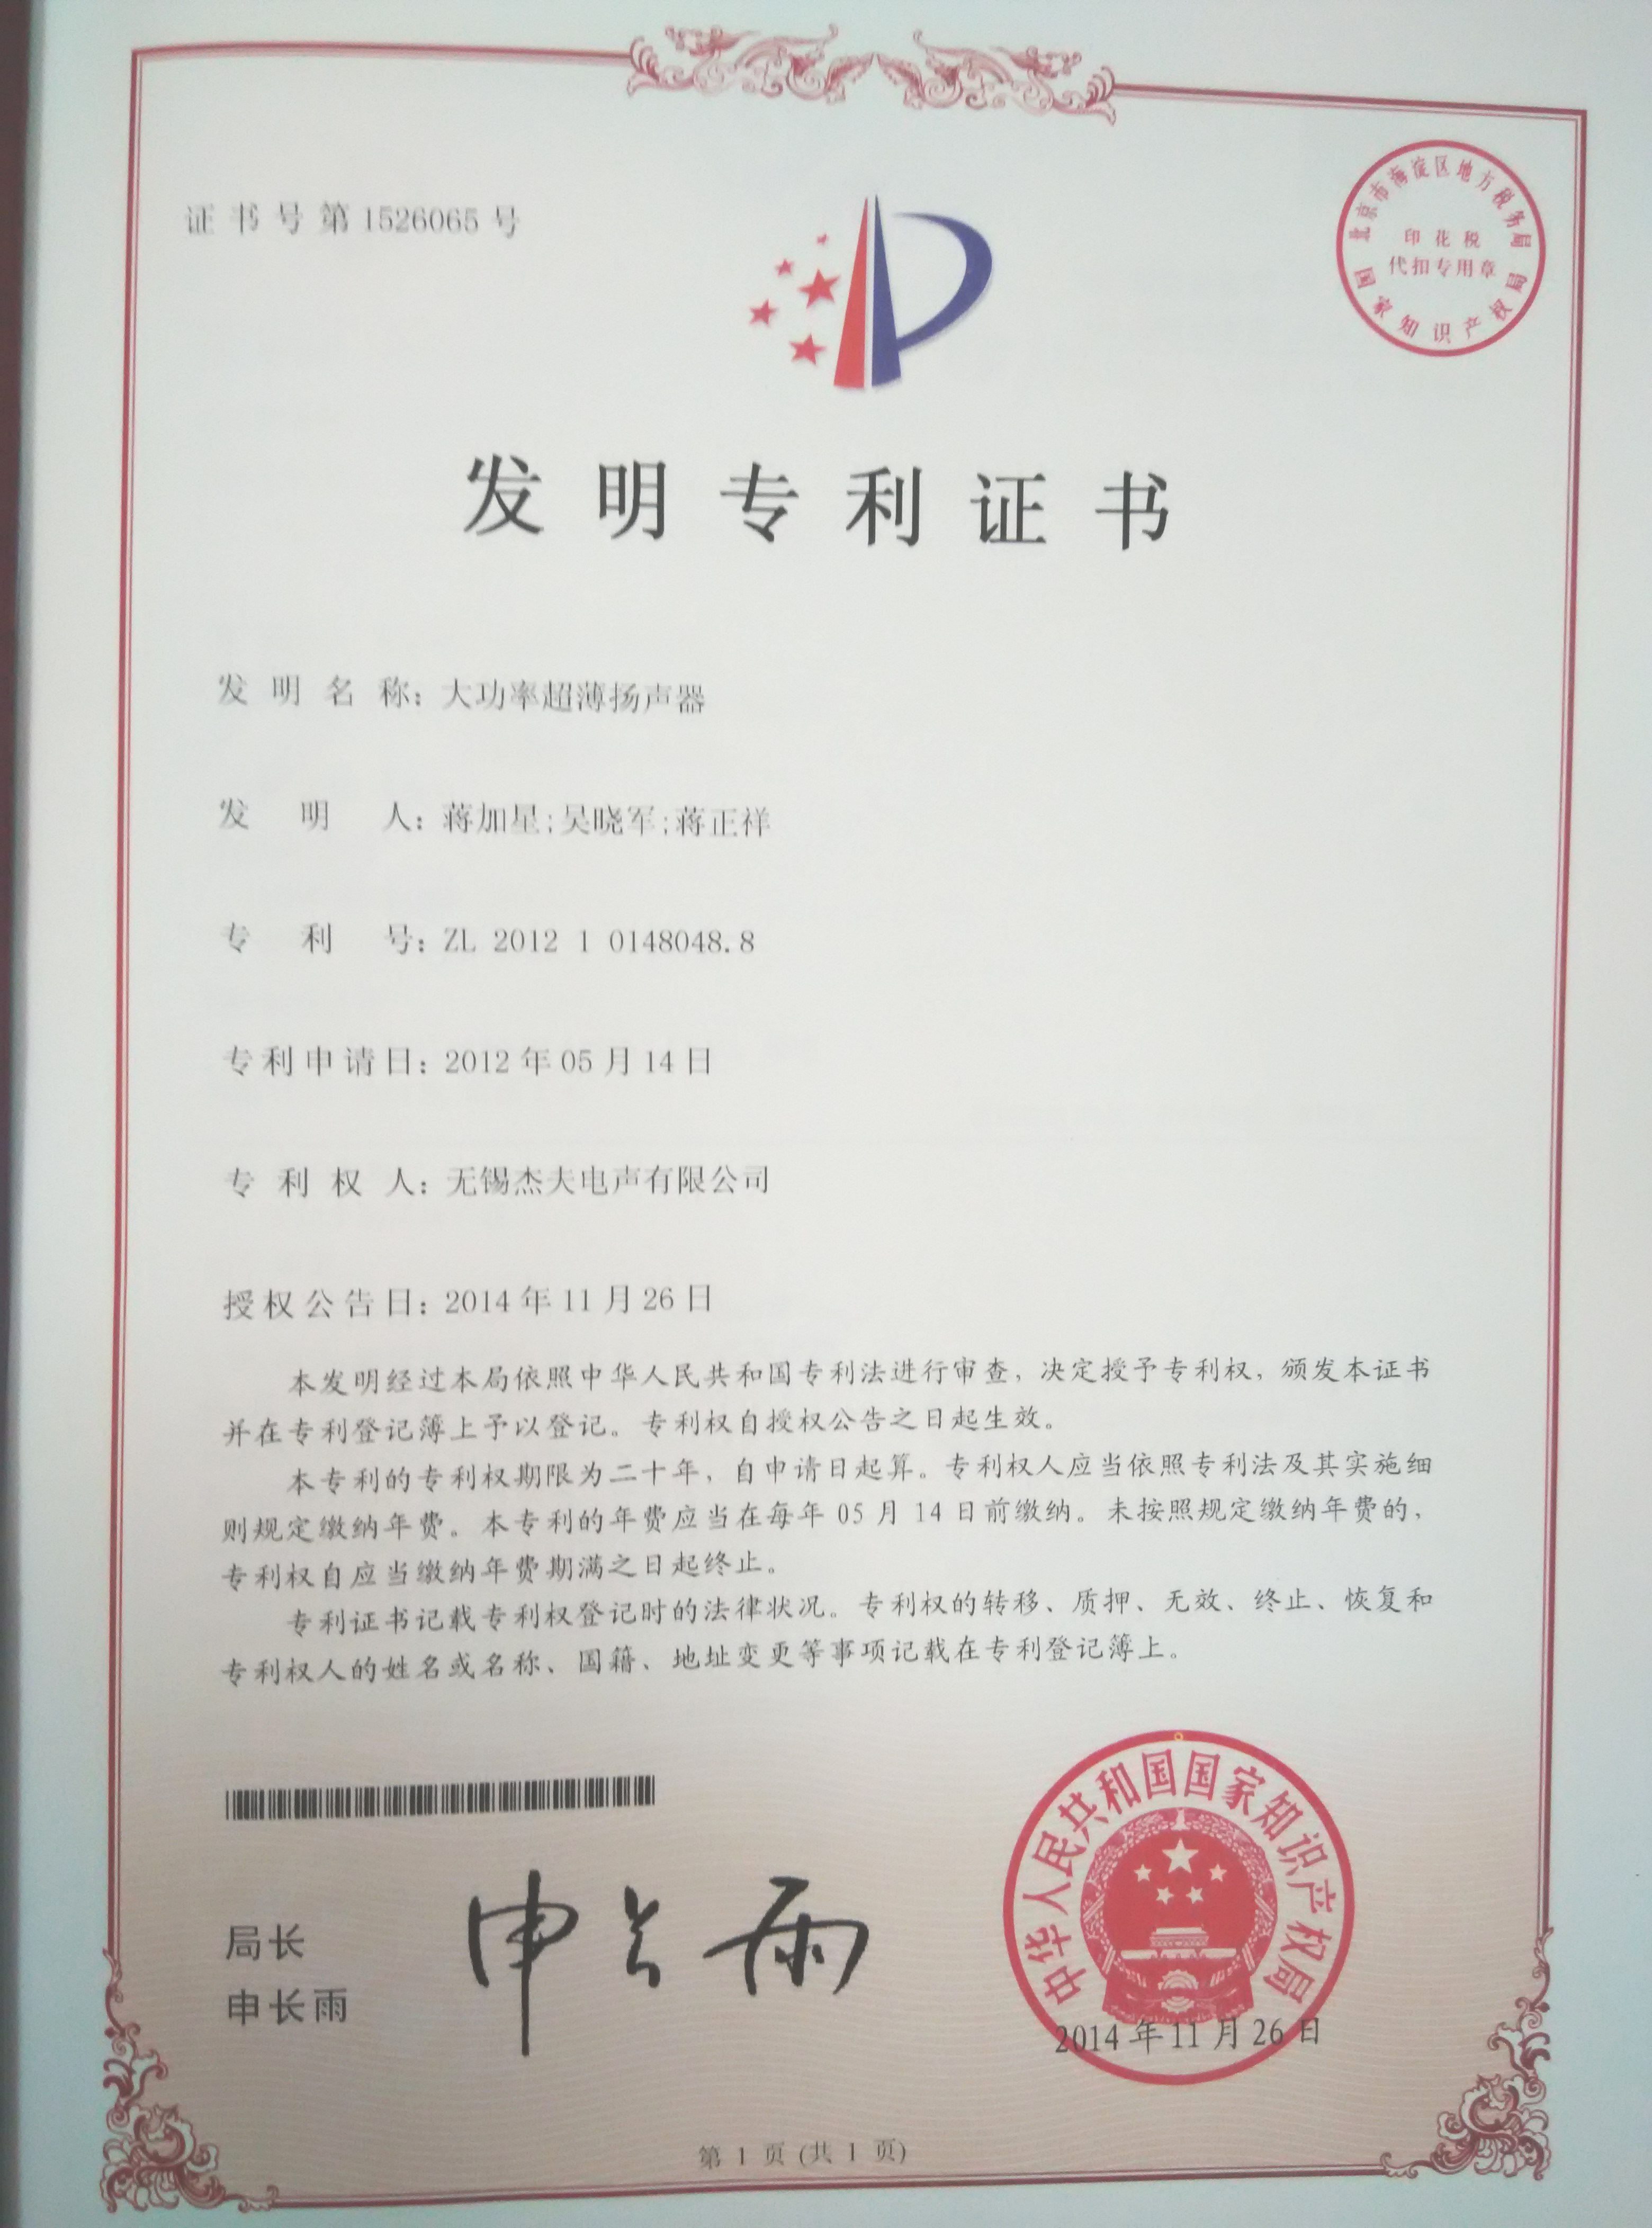 证书号第1526065号
北京市海淀区地方税务局
印花税
代扣专用章
国家知识产权局
发明专利证书
发明名称：大功率超薄扬声器
发明人：蒋加星;吴晓军;蒋正祥
专利号：ZL 2012 1 0148048.8
专利申请日：2012年05月14日
专利权人：无锡杰夫电声有限公司
授权公告日：2014年11月26日
本发明经过本局依照中华人民共和国专利法进行审查，决定授予专利权，颁发本证书
并在专利登记簿上予以登记。专利权自授权公告之日起生效。
本专利的专利权期限为二十年，自申请日起算。专利权人应当依照专利法及其实施细
则规定缴纳年费。本专利的年费应当在每年05月14日前缴纳。未按照规定缴纳年费的，
专利权自应当缴纳年费期满之日起终止。
专利证书记载专利权登记时的法律状况。专利权的转移、质押、无效、终止、恢复和
专利权人的姓名或名称、国籍、地址变更等事项记载在专利登记簿上。
局长
申长雨
申长雨
中华人民共和国国家知识产权局
2014年11月26日
第1页(共1页)